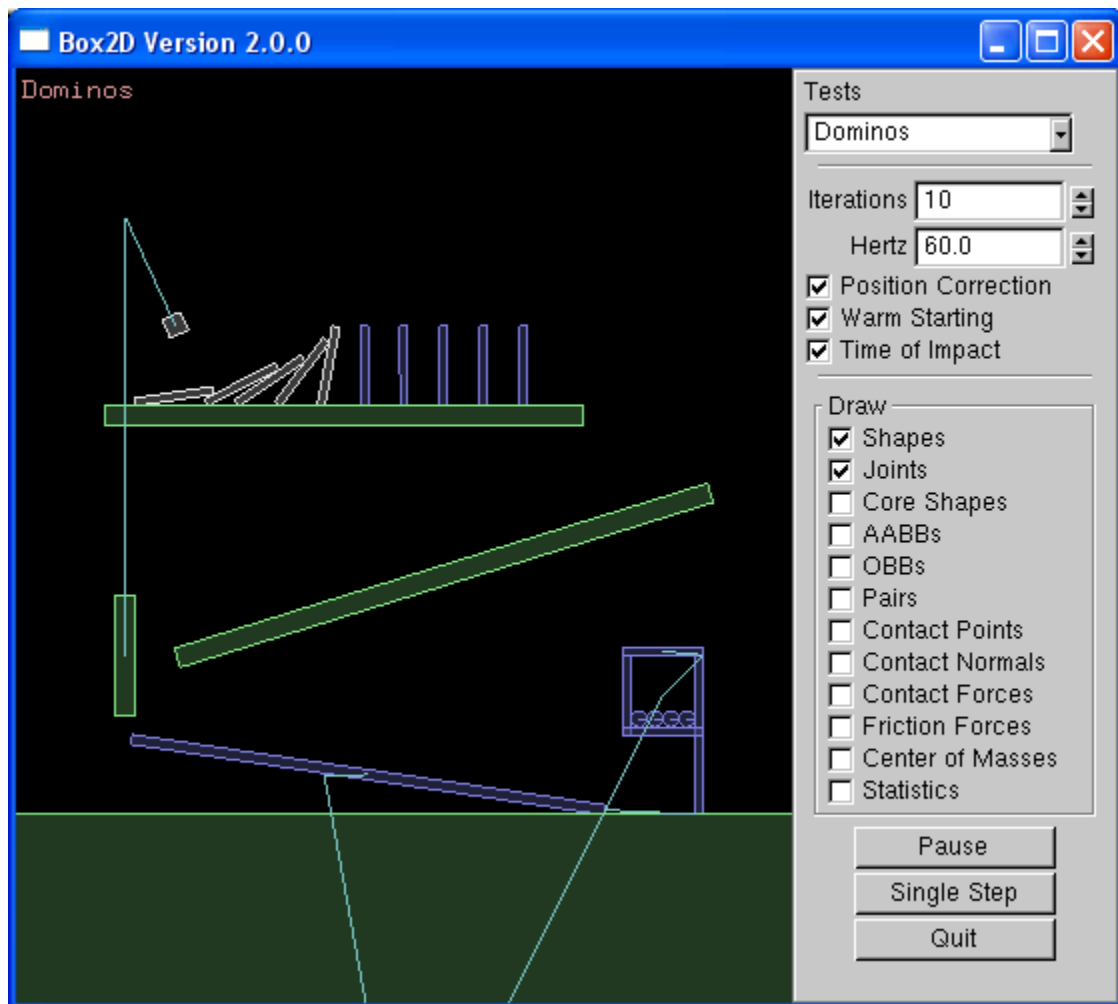 Box2D Version 2.0.0
Dominos
Tests
Dominos
Iterations 10
Hertz 60.0
Position Correction
Warm Starting
Time of Impact
Draw
Shapes
Joints
Core Shapes
AABBs
OBBs
Pairs
Contact Points
Contact Normals
Contact Forces
Friction Forces
Center of Masses
Statistics
Pause
Single Step
Quit